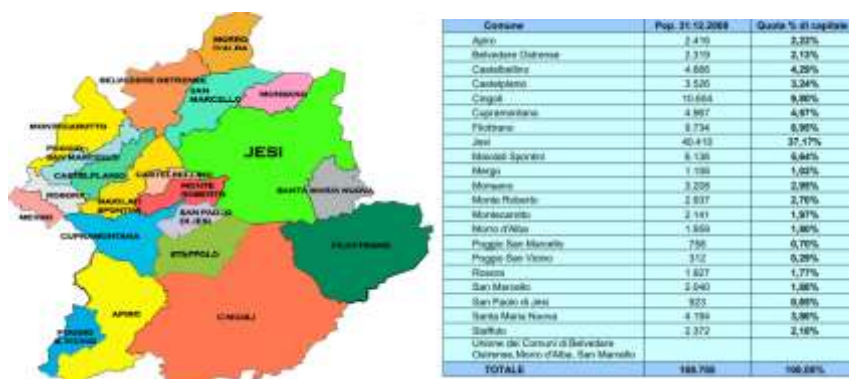 MORRO
D'ALBA
BELVEDERE OSTRENSE
SAN
MARCELLO
MONSANO
MONTECAROTTO
POGGIO
SAN MARCELLO
JESI
CASTELPLANIO
CASTELBELLINO
ROSORA
MERGO
MAIOLATI
SPONTINI
MONTE
ROBERTO
SANTA MARIA NUOVA
SAN PAOLO
DI JESI
CUPRAMONTANA
STAFFOLO
FILOTTRANO
APIRO
CINGOLI
POGGIO
S.VICINO
Comune Pop. 31.12.2008 Quota % di capitale
Apiro 2.416 2,22%
Belvedere Ostrense 2.319 2,13%
Castelbellino 4.666 4,29%
Castelplanio 3.526 3,24%
Cingoli 10.654 9,80%
Cupramontana 4.967 4,57%
Filottrano 9.734 8,95%
Jesi 40.410 37,17%
Maiolati Spontini 6.136 5,64%
Mergo 1.02%
Monsano 3.208 2,95%
Monte Roberto 2.937 2,70%
Montecarotto 2.141 1,97%
Morro d'Alba 1.959 1,80%
Poggio San Marcello 758 0,70%
Poggio San Vicino 312 0,29%
Rosora 1.927 1,77%
San Marcello 2.040 1,88%
San Paolo di Jesi 923 0,85%
Santa Maria Nuova 4.194 3,86%
Staffolo 2.372 2,18%
Unione dei Comuni di Belvedere
Ostrense, Morro d'Alba, San Marcello
TOTALE 100,00%